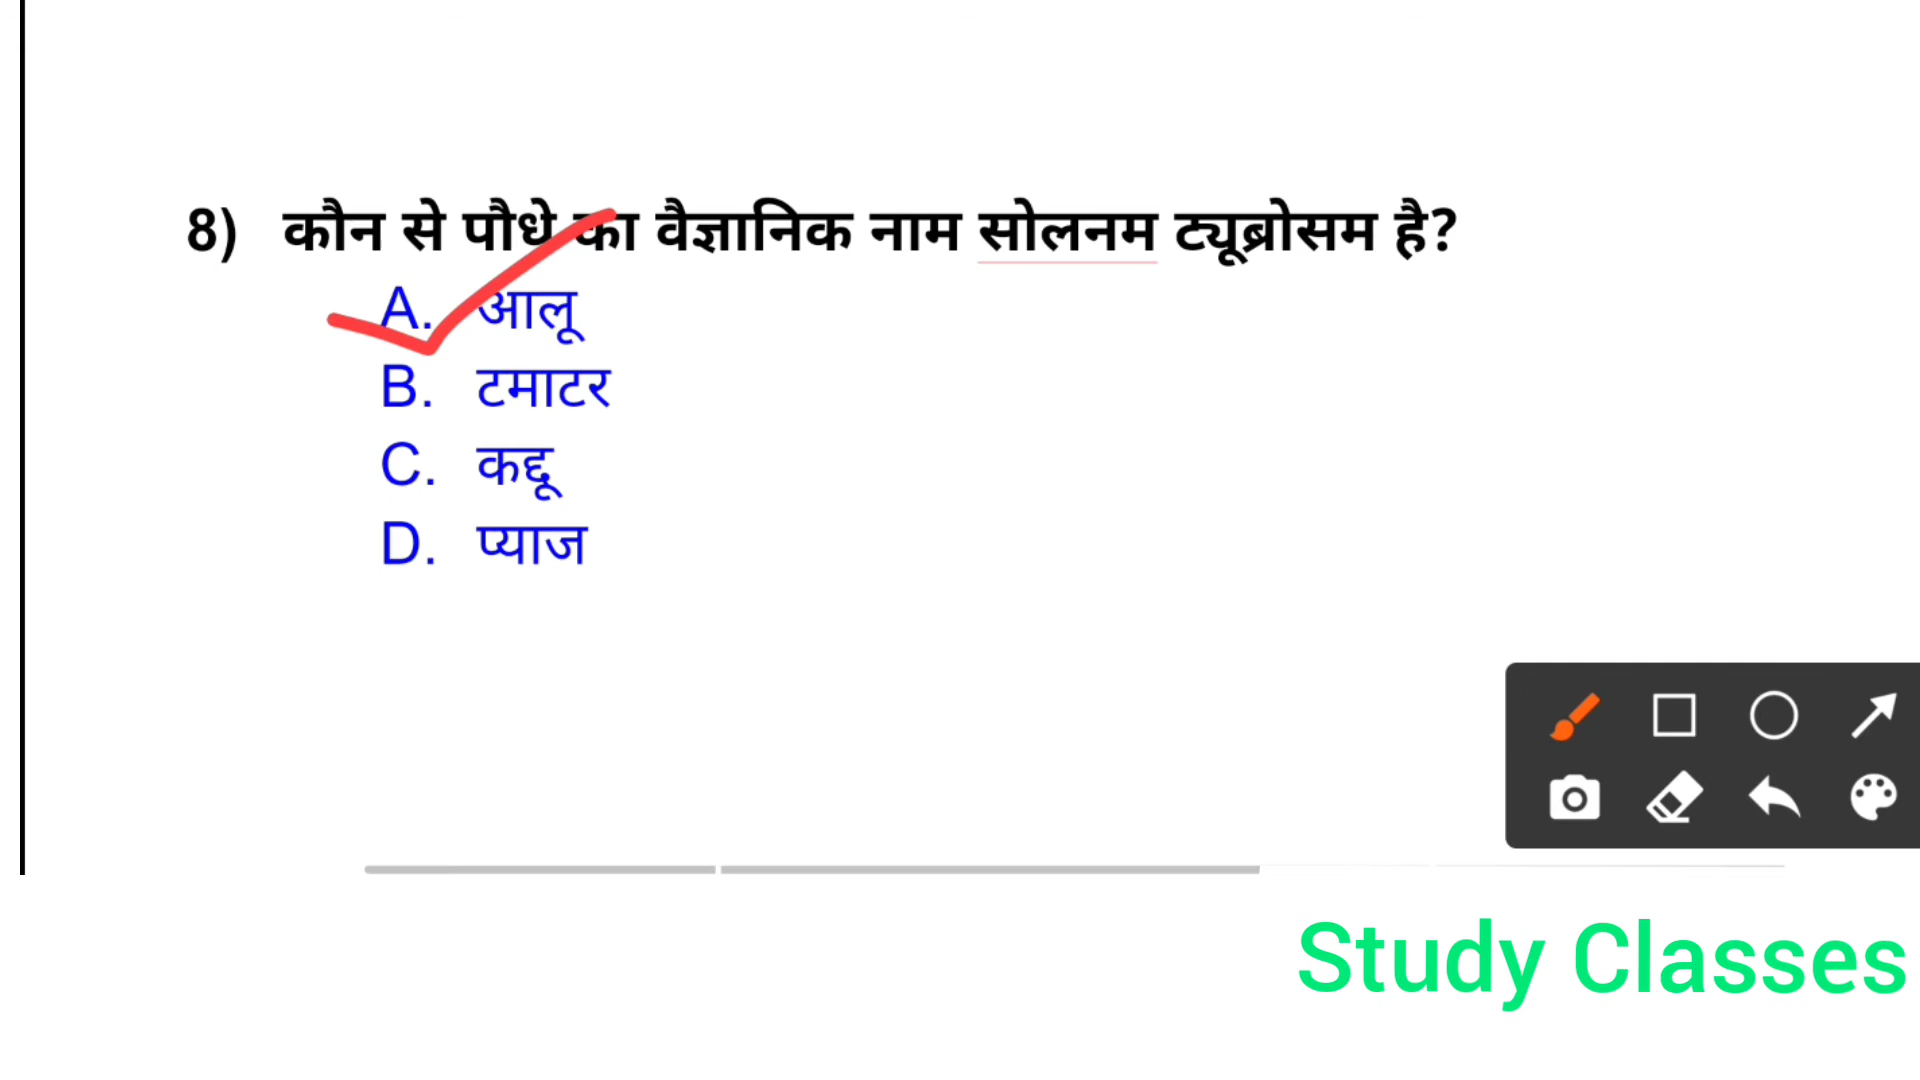 8) कौन से पौधे का वैज्ञानिक नाम सोलनम ट्यूब्रोसम है?
A. आलू
B. टमाटर
C. कद्दू
D. प्याज
Study Classes